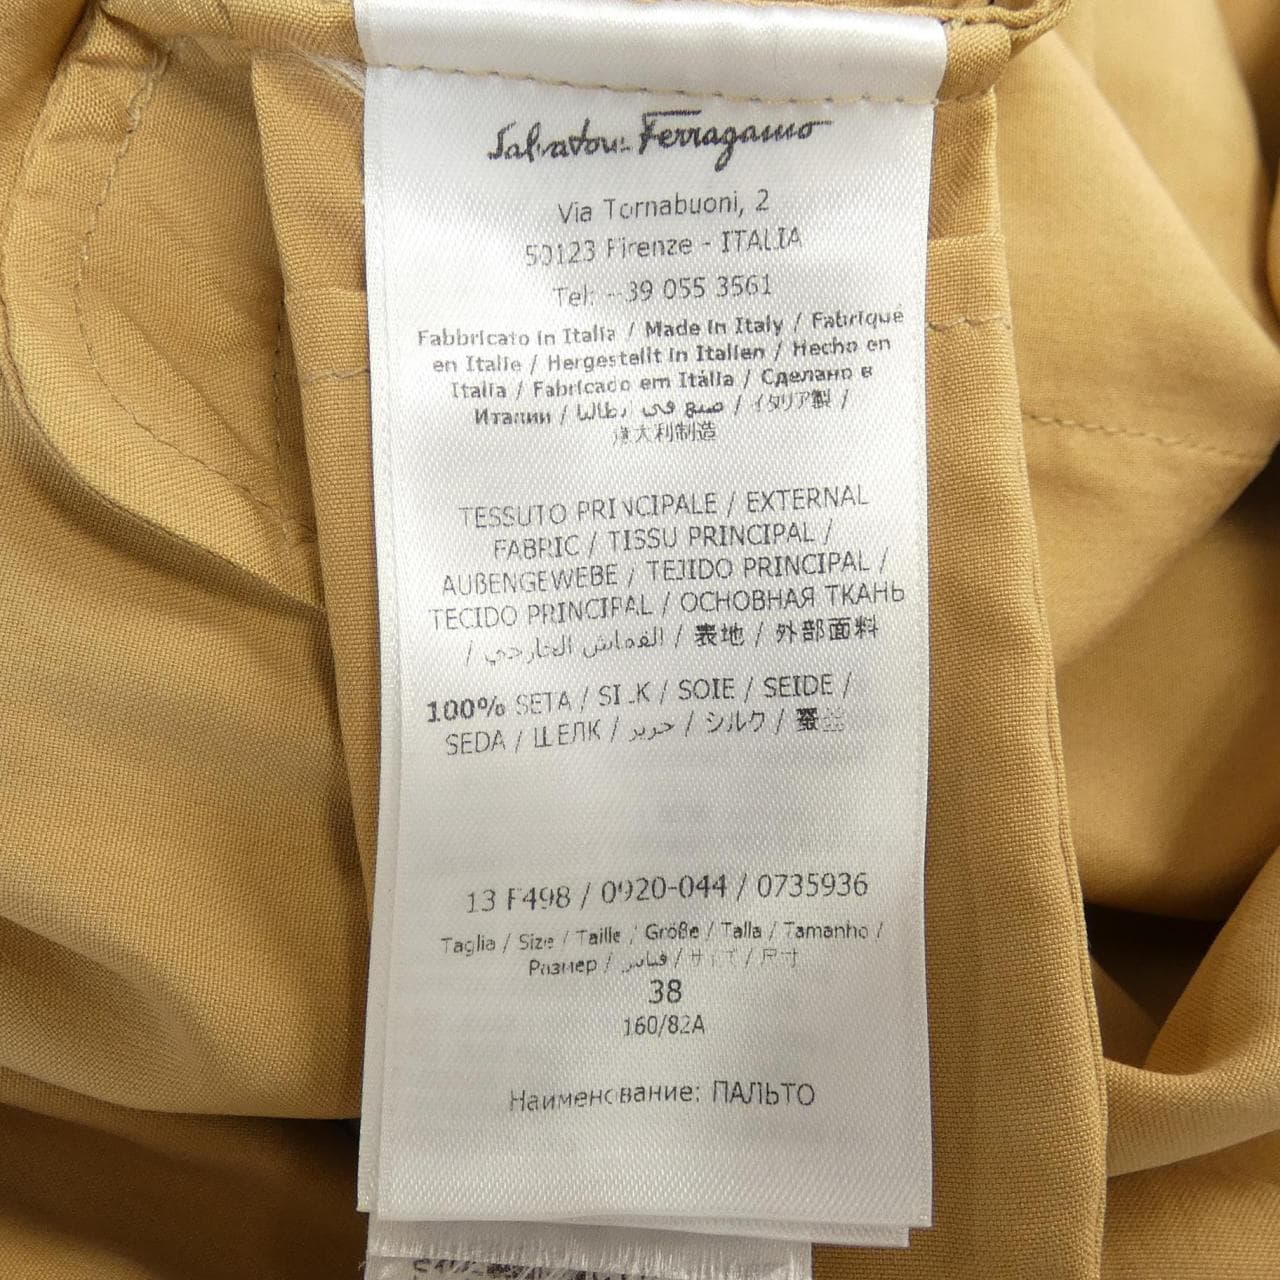 Salvatore Ferragamo
Via Tornabuoni, 2
50123 Firenze - ITALIA
Tel: +39 055 3561
Fabbricato in Italia / Made in Italy / Fabriqué
en Italie / Hergestellt in Italien / Hecho en
Italia / Fabricado em Itália / Сделано в
Италии / صنع في إيطاليا / イタリア製 /
意大利制造
TESSUTO PRINCIPALE / EXTERNAL
FABRIC / TISSU PRINCIPAL /
AUßENGEWEBE / TEJIDO PRINCIPAL /
TECIDO PRINCIPAL / ОСНОВНАЯ ТКАНЬ
/ القماش الخارجي / 表地 / 外部面料
100% SETA / SILK / SOIE / SEIDE /
SEDA / ШЕЛК / حرير / シルク / 蚕丝
13 F498 / 0920-044 / 0735936
Taglia / Size / Taille / Größe / Talla / Tamanho /
Размер / قياس / サイズ / 尺寸
38
160/82A
Наименование: ПАЛЬТО